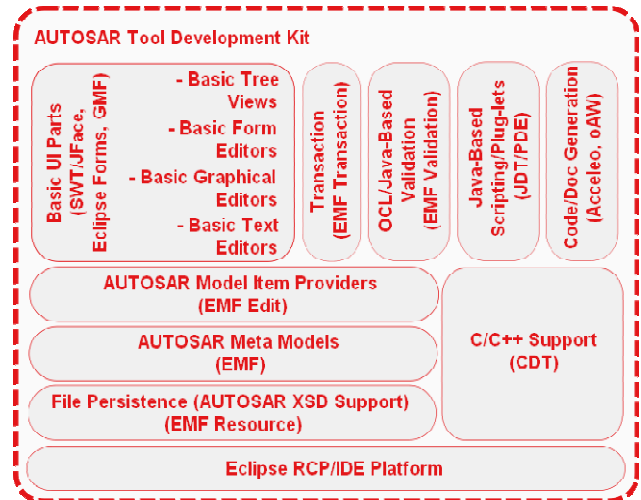 AUTOSAR Tool Development Kit
Basic UI Parts
(SWT/JFace,
Eclipse Forms, GMF)
- Basic Tree
Views
- Basic Form
Editors
- Basic Graphical
Editors
- Basic Text
Editors
Transaction
(EMF Transaction)
OCL/Java-Based
Validation
(EMF Validation)
Java-Based
Scripting/Plug-lets
(JDT/PDE)
Code/Doc Generation
(Acceleo, oAW)
AUTOSAR Model Item Providers
(EMF Edit)
AUTOSAR Meta Models
(EMF)
C/C++ Support
(CDT)
File Persistence (AUTOSAR XSD Support)
(EMF Resource)
Eclipse RCP/IDE Platform